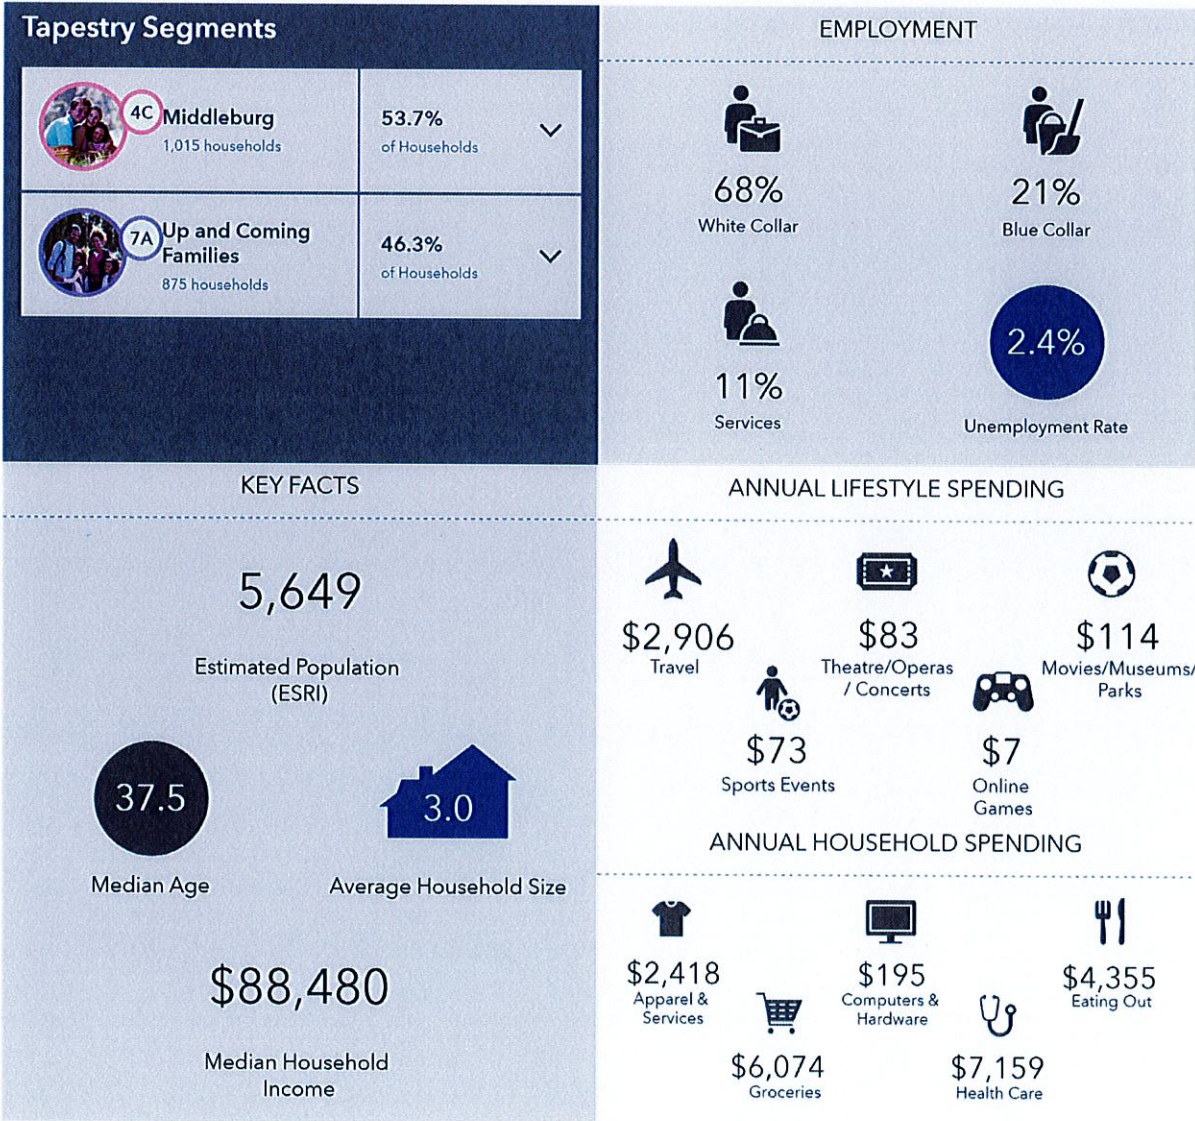 Tapestry Segments
4C
Middleburg
1,015 households
53.7%
of Households
7A
Up and Coming
Families
875 households
46.3%
of Households
EMPLOYMENT
68%
White Collar
21%
Blue Collar
11%
Services
2.4%
Unemployment Rate
KEY FACTS
5,649
Estimated Population
(ESRI)
37.5
Median Age
3.0
Average Household Size
$88,480
Median Household
Income
ANNUAL LIFESTYLE SPENDING
$2,906
Travel
$83
Theatre/Operas
/ Concerts
$114
Movies/Museums/
Parks
$73
Sports Events
$7
Online
Games
ANNUAL HOUSEHOLD SPENDING
$2,418
Apparel &
Services
$195
Computers &
Hardware
$4,355
Eating Out
$6,074
Groceries
$7,159
Health Care